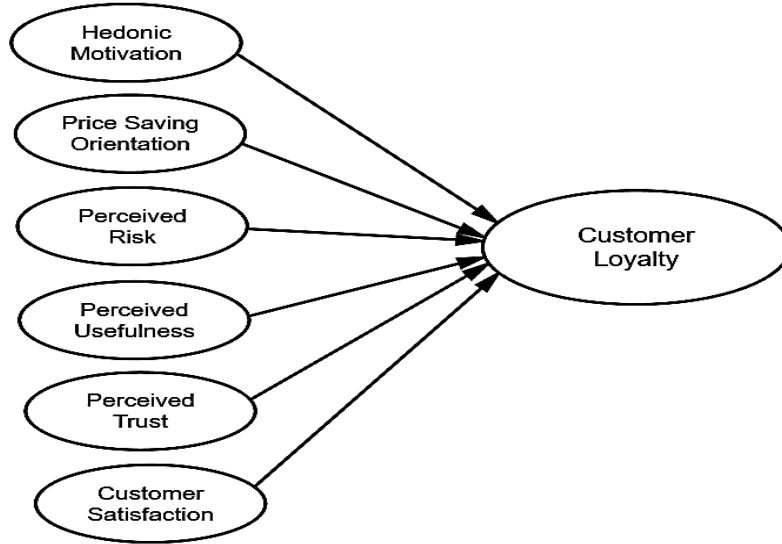 Hedonic
Motivation
Price Saving
Orientation
Perceived
Risk
Perceived
Usefulness
Perceived
Trust
Customer
Satisfaction
Customer
Loyalty